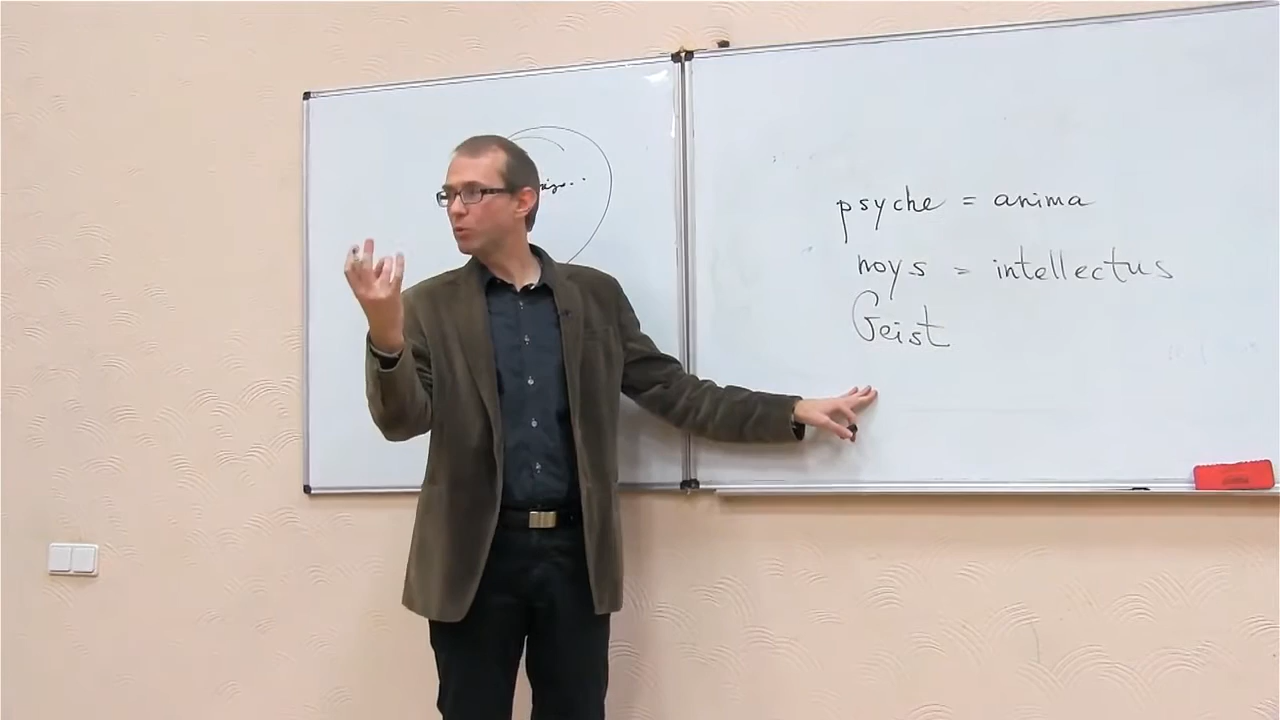 psyche = anima
noys = intellectus
Geist